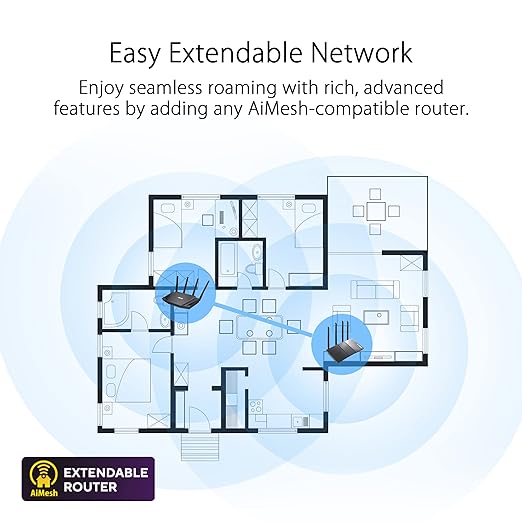 Easy Extendable Network
Enjoy seamless roaming with rich, advanced
features by adding any AiMesh-compatible router.
AiMesh
EXTENDABLE
ROUTER